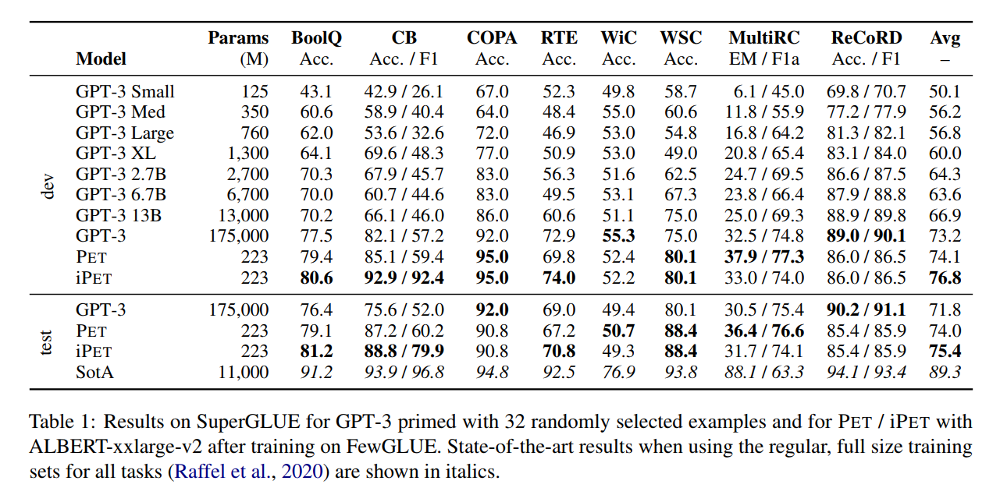 Params BoolQ CB COPA RTE WiC WSC MultiRC ReCoRD Avg
Model (M) Acc. Acc. / F1 Acc. Acc. Acc. Acc. EM / F1a Acc. / F1 –
dev
GPT-3 Small 125 43.1 42.9 / 26.1 67.0 52.3 49.8 58.7 6.1 / 45.0 69.8 / 70.7 50.1
GPT-3 Med 350 60.6 58.9 / 40.4 64.0 48.4 55.0 60.6 11.8 / 55.9 77.2 / 77.9 56.2
GPT-3 Large 760 62.0 53.6 / 32.6 72.0 46.9 53.0 54.8 16.8 / 64.2 81.3 / 82.1 56.8
GPT-3 XL 1,300 64.1 69.6 / 48.3 77.0 50.9 53.0 49.0 20.8 / 65.4 83.1 / 84.0 60.0
GPT-3 2.7B 2,700 70.3 67.9 / 45.7 83.0 56.3 51.6 62.5 24.7 / 69.5 86.6 / 87.5 64.3
GPT-3 6.7B 6,700 70.0 60.7 / 44.6 83.0 49.5 53.1 67.3 23.8 / 66.4 87.9 / 88.8 63.6
GPT-3 13B 13,000 70.2 66.1 / 46.0 86.0 60.6 51.1 75.0 25.0 / 69.3 88.9 / 89.8 66.9
GPT-3 175,000 77.5 82.1 / 57.2 92.0 72.9 55.3 75.0 32.5 / 74.8 89.0 / 90.1 73.2
PET 223 79.4 85.1 / 59.4 95.0 69.8 52.4 80.1 37.9 / 77.3 86.0 / 86.5 74.1
iPET 223 80.6 92.9 / 92.4 95.0 74.0 52.2 80.1 33.0 / 74.0 86.0 / 86.5 76.8
test
GPT-3 175,000 76.4 75.6 / 52.0 92.0 69.0 49.4 80.1 30.5 / 75.4 90.2 / 91.1 71.8
PET 223 79.1 87.2 / 60.2 90.8 67.2 50.7 88.4 36.4 / 76.6 85.4 / 85.9 74.0
iPET 223 81.2 88.8 / 79.9 90.8 70.8 49.3 88.4 31.7 / 74.1 85.4 / 85.9 75.4
SotA 11,000 91.2 93.9 / 96.8 94.8 92.5 76.9 93.8 88.1 / 63.3 94.1 / 93.4 89.3
Table 1: Results on SuperGLUE for GPT-3 primed with 32 randomly selected examples and for PET / iPET with
ALBERT-xxlarge-v2 after training on FewGLUE. State-of-the-art results when using the regular, full size training
sets for all tasks (Raffel et al., 2020) are shown in italics.